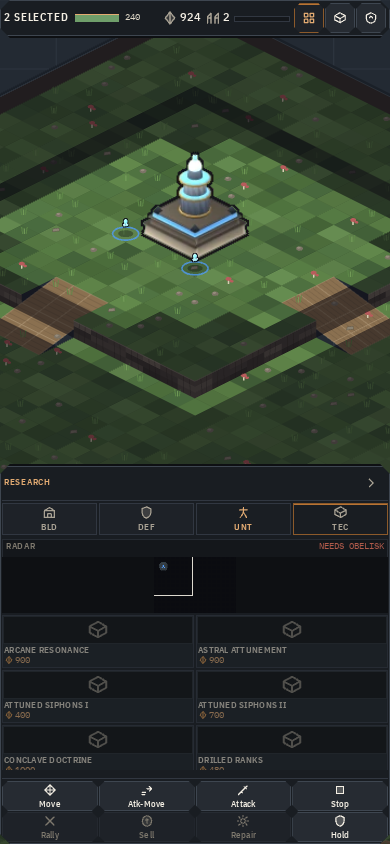 2 SELECTED 240 924 2
RESEARCH
BLD DEF UNT TEC
RADAR NEEDS OBELISK
ARCANE RESONANCE ASTRAL ATTUNEMENT
900 900
ATTUNED SIPHONS I ATTUNED SIPHONS II
400 700
CONCLAVE DOCTRINE DRILLED RANKS
Move Atk-Move Attack Stop
Rally Sell Repair Hold